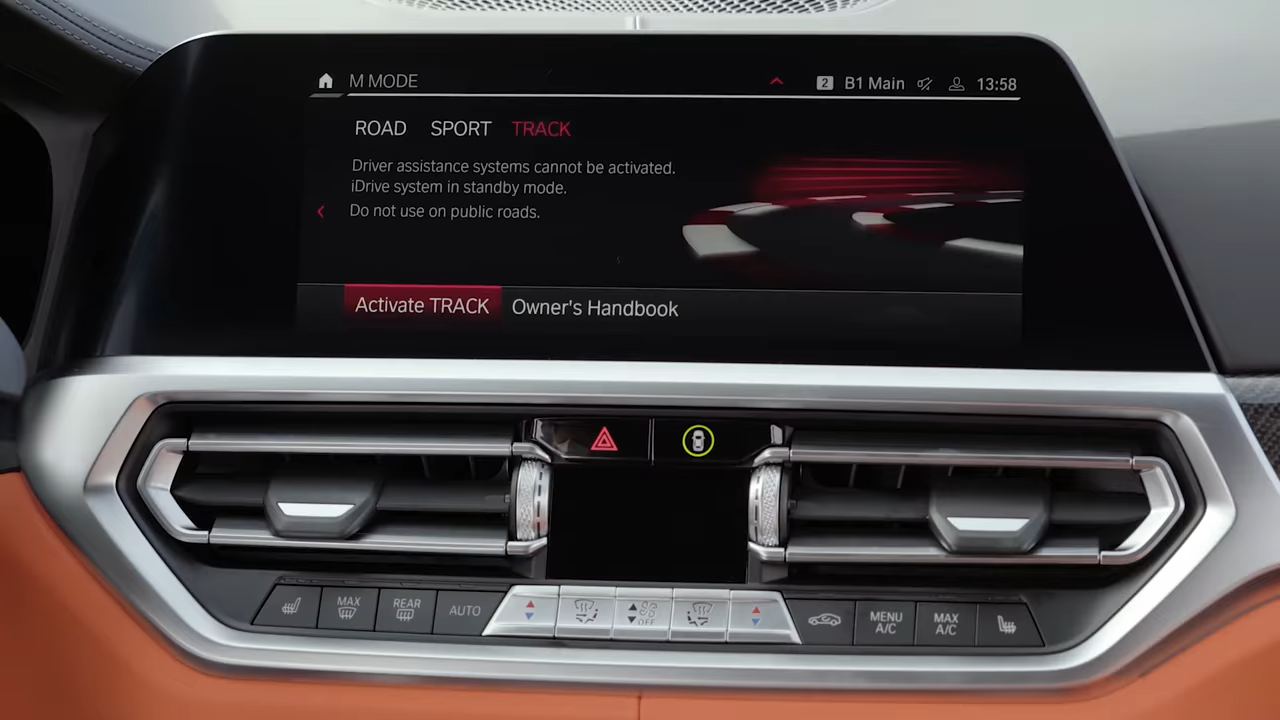 M MODE
2 B1 Main 13:58
ROAD SPORT TRACK
Driver assistance systems cannot be activated.
iDrive system in standby mode.
Do not use on public roads.
Activate TRACK Owner's Handbook
MAX REAR AUTO OFF MENU A/C MAX A/C